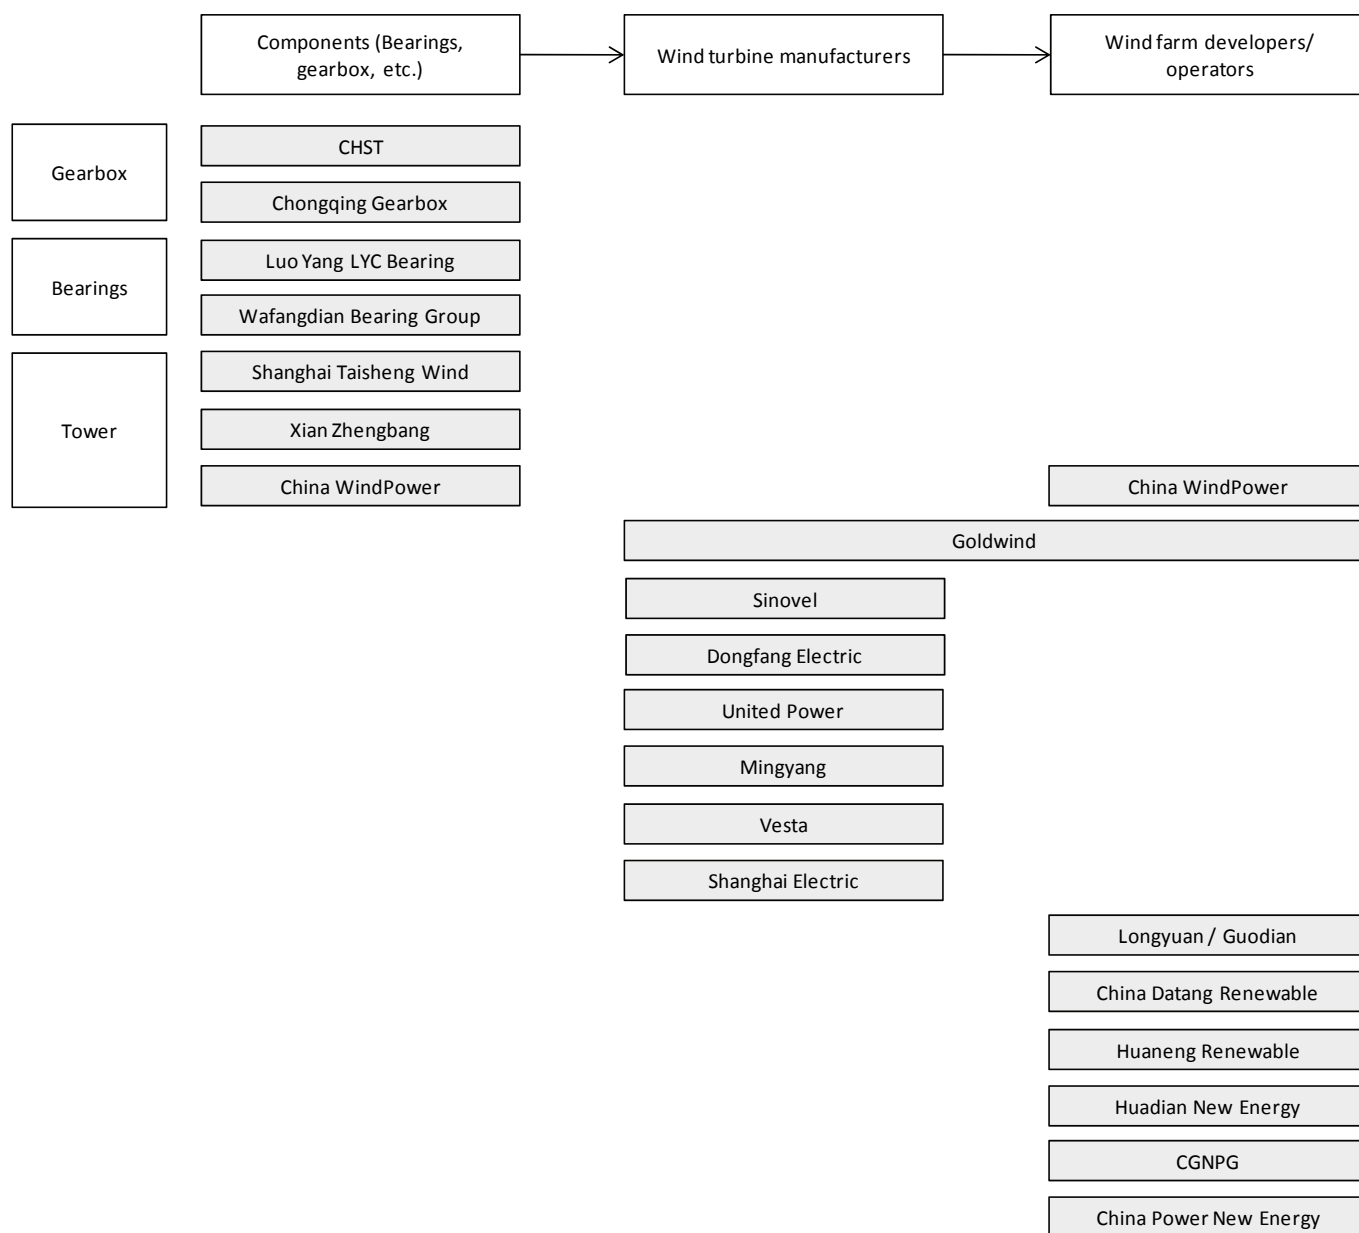 Components (Bearings,
gearbox, etc.)
Wind turbine manufacturers
Wind farm developers/
operators
Gearbox
CHST
Chongqing Gearbox
Bearings
Luo Yang LYC Bearing
Wafangdian Bearing Group
Tower
Shanghai Taisheng Wind
Xian Zhengbang
China WindPower
China WindPower
Goldwind
Sinovel
Dongfang Electric
United Power
Mingyang
Vesta
Shanghai Electric
Longyuan / Guodian
China Datang Renewable
Huaneng Renewable
Huadian New Energy
CGNPG
China Power New Energy